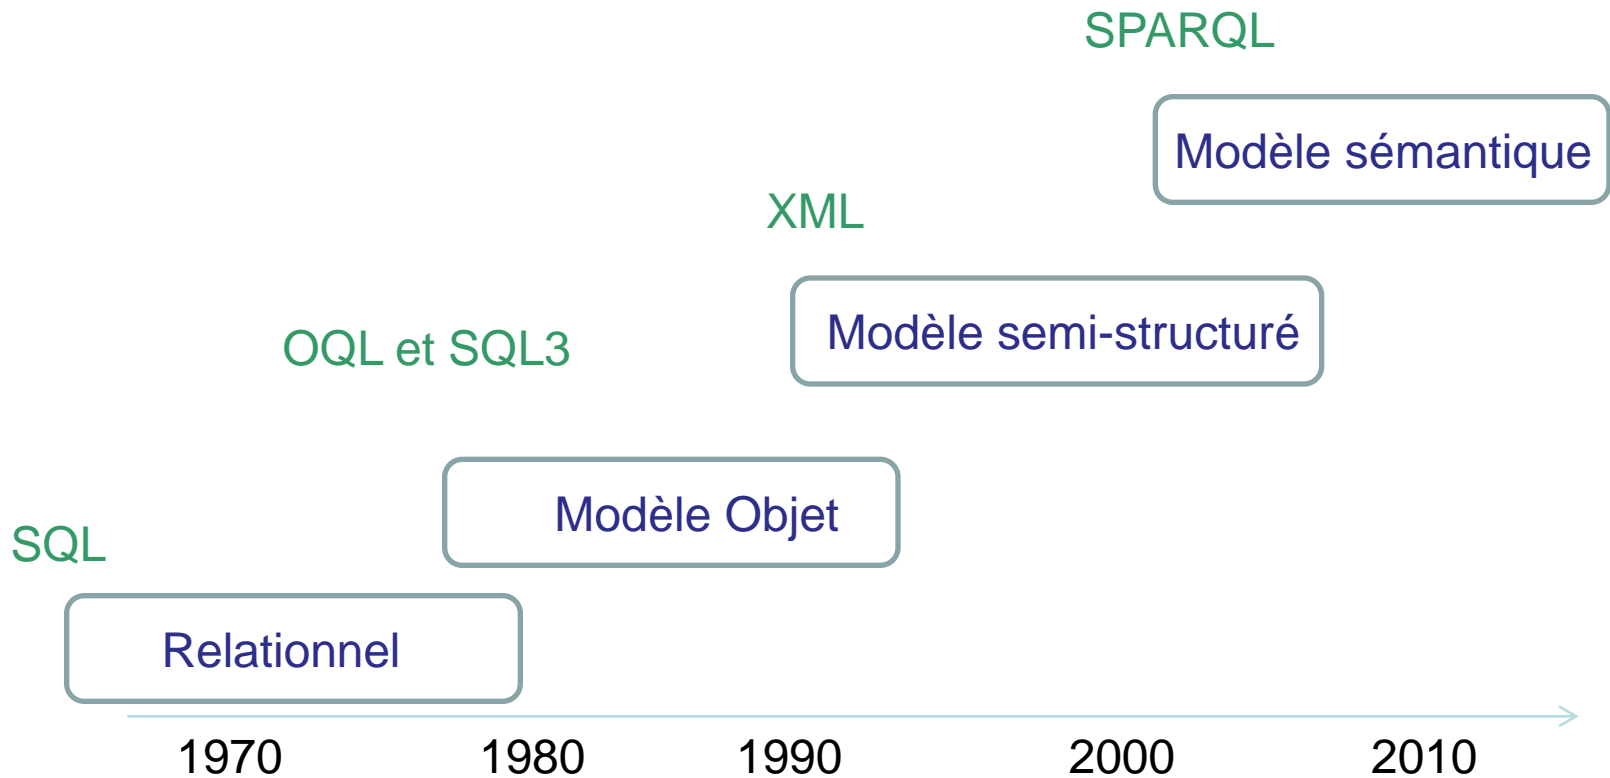 SPARQL
Modèle sémantique
XML
Modèle semi-structuré
OQL et SQL3
Modèle Objet
SQL
Relationnel
1970 1980 1990 2000 2010